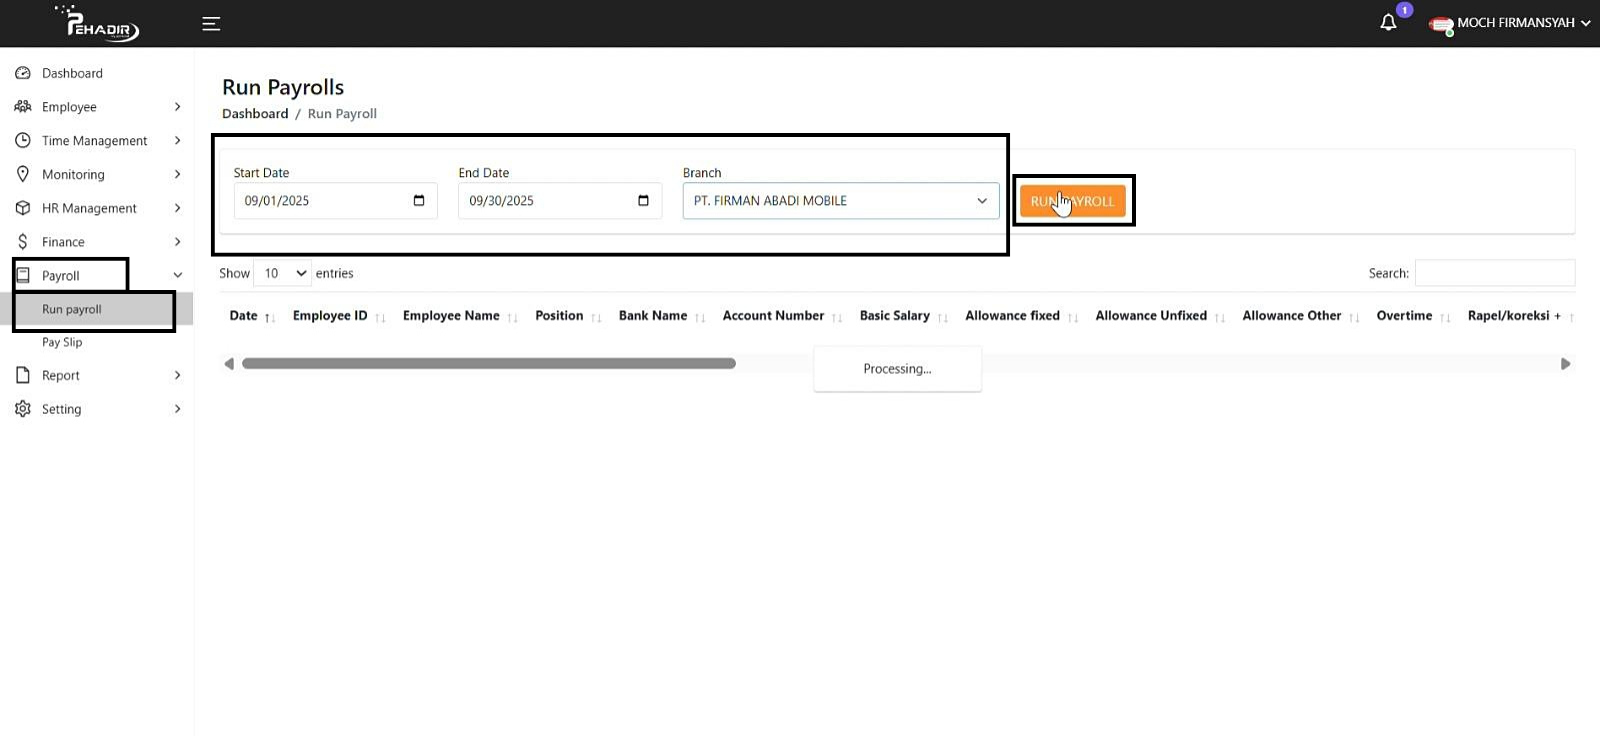 PEHADIR
1
MOCH FIRMANSYAH
Dashboard
Employee
Time Management
Monitoring
HR Management
Finance
Payroll
Run payroll
Pay Slip
Report
Setting
Run Payrolls
Dashboard / Run Payroll
Start Date End Date Branch
09/01/2025 09/30/2025 PT. FIRMAN ABADI MOBILE RUN PAYROLL
Show 10 entries Search:
Date Employee ID Employee Name Position Bank Name Account Number Basic Salary Allowance fixed Allowance Unfixed Allowance Other Overtime Rapel/koreksi +
Processing...